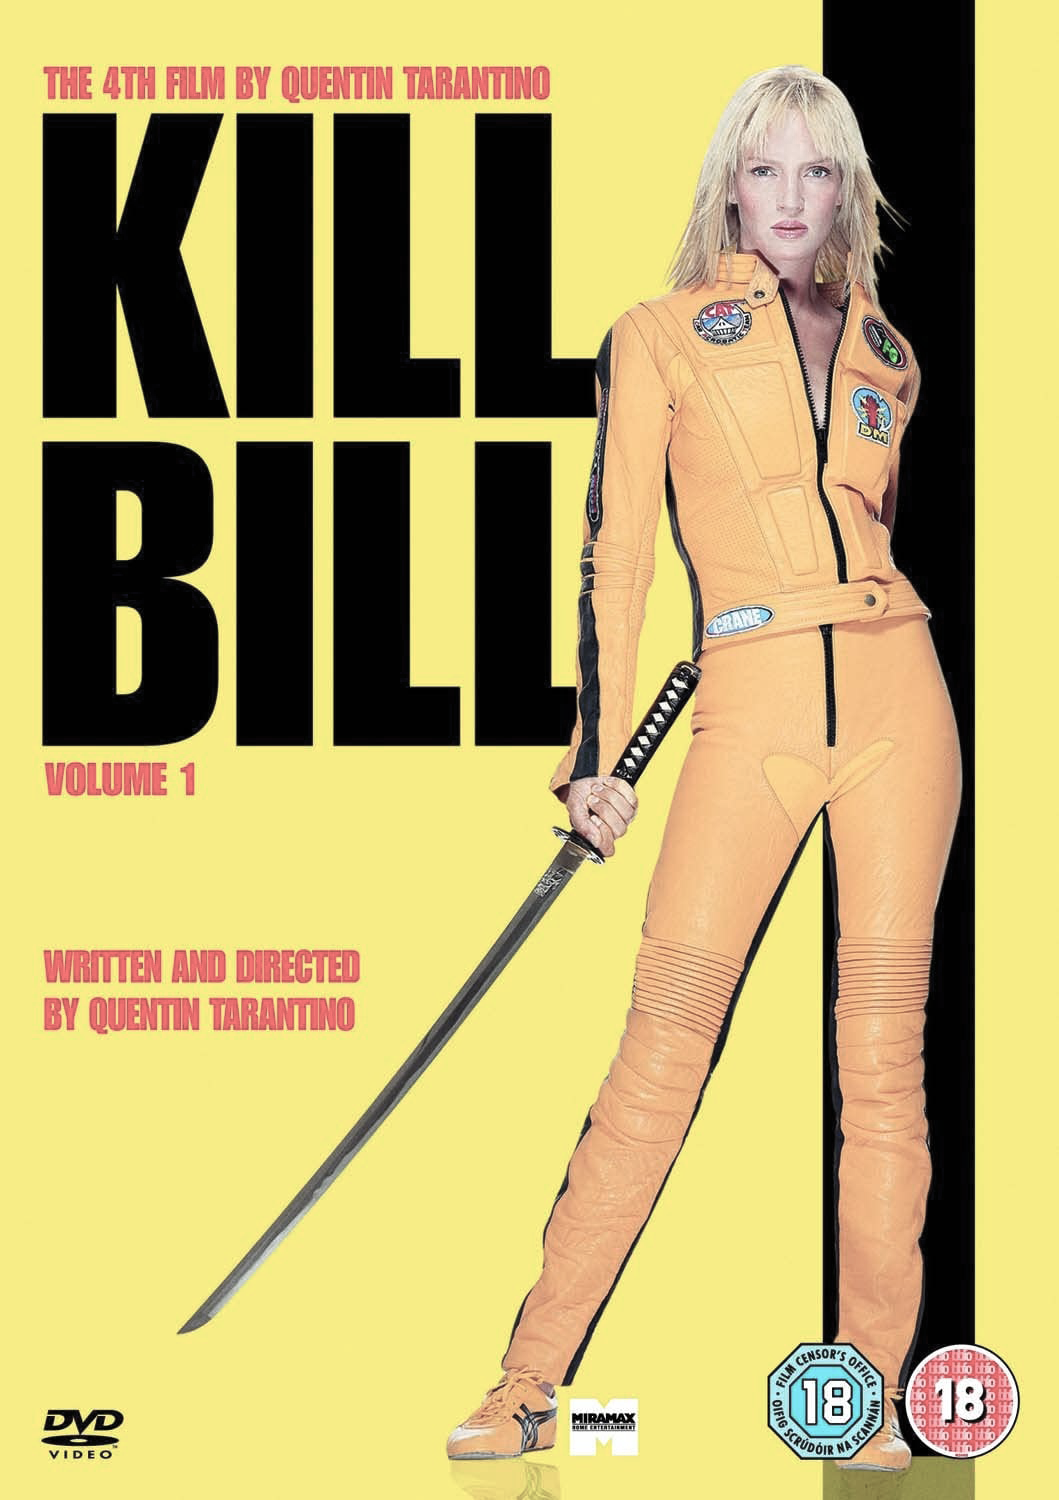 THE 4TH FILM BY QUENTIN TARANTINO
KILL
BILL
VOLUME 1
WRITTEN AND DIRECTED
BY QUENTIN TARANTINO
CAT
DM
CRANE
DVD
VIDEO
MIRAMAX
HOME ENTERTAINMENT
FILM CENSOR'S OFFICE
18
OIFIG SCRÚDÓIR NA SCANNÁN
18